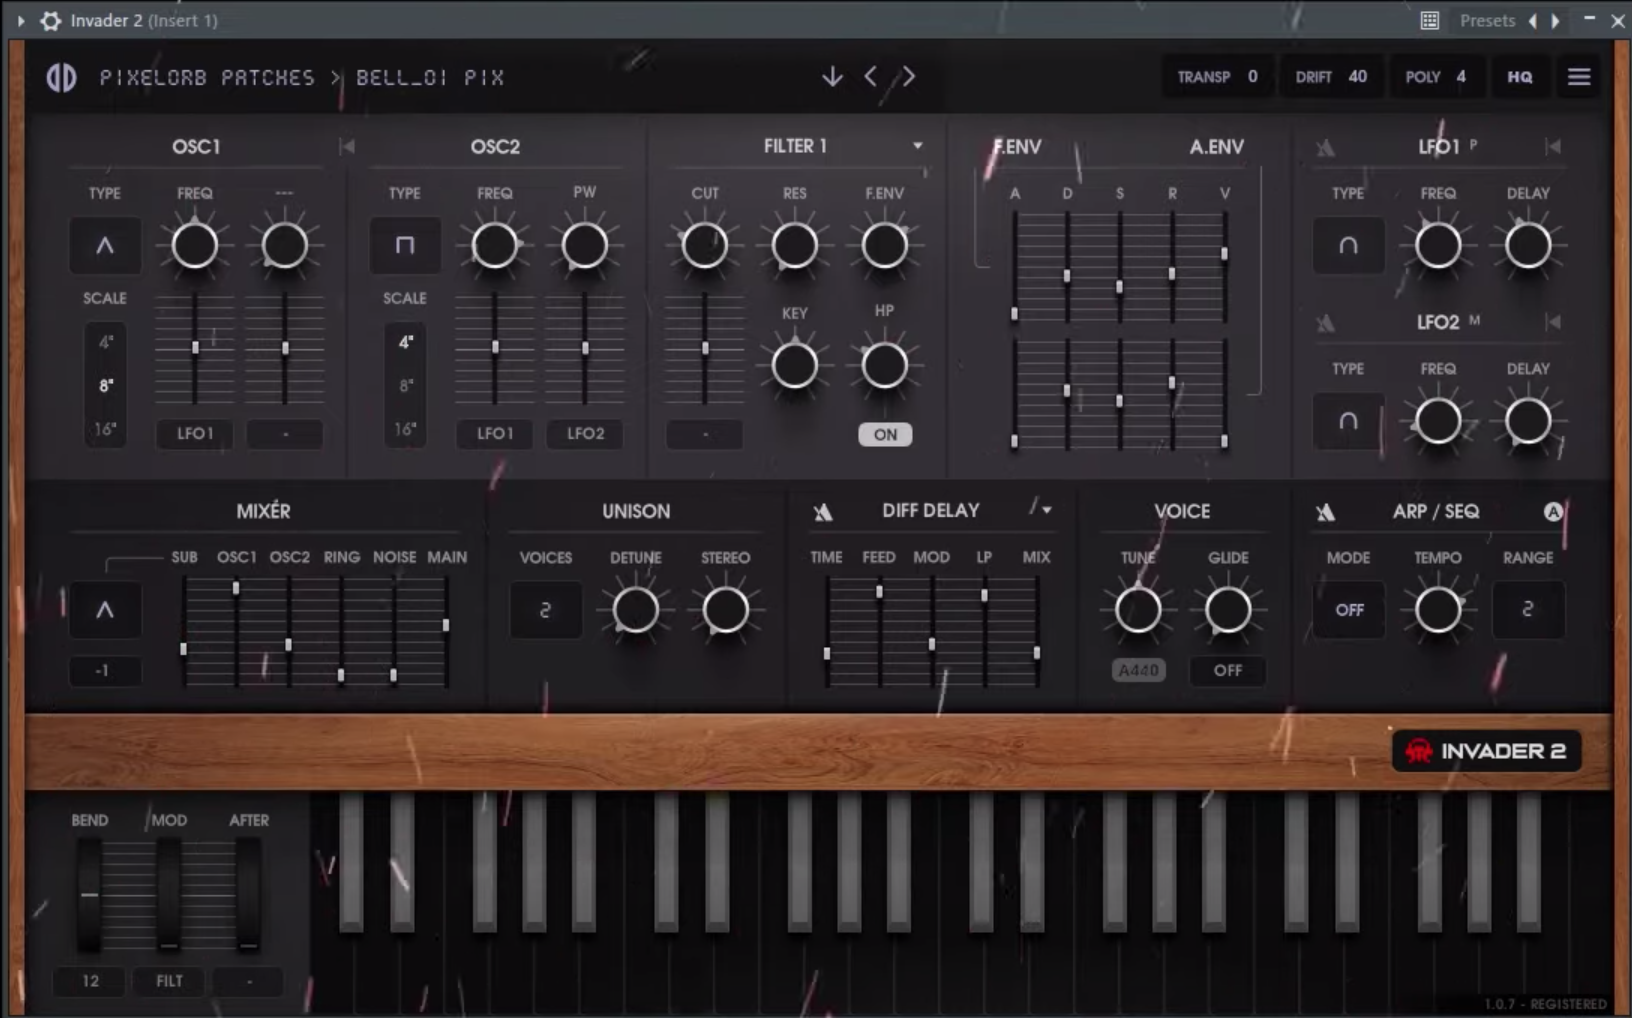 Invader 2 (Insert 1)
Presets
PIXELORB PATCHES > BELL_01 PIX
TRANSP 0
DRIFT 40
POLY 4
HQ
OSC1
OSC2
FILTER 1
F.ENV
A.ENV
LFO1 P
TYPE FREQ ---
TYPE FREQ PW
CUT RES F.ENV
A D S R V
TYPE FREQ DELAY
SCALE
SCALE
KEY HP
LFO2 M
4"
8"
16"
4"
8"
16"
TYPE FREQ DELAY
LFO1 -
LFO1 LFO2
-
ON
MIXER
UNISON
DIFF DELAY
VOICE
ARP / SEQ A
SUB OSC1 OSC2 RING NOISE MAIN
VOICES DETUNE STEREO
TIME FEED MOD LP MIX
TUNE GLIDE
MODE TEMPO RANGE
2
OFF
2
-1
A440 OFF
INVADER 2
BEND MOD AFTER
12 FILT -
1.0.7 - REGISTERED